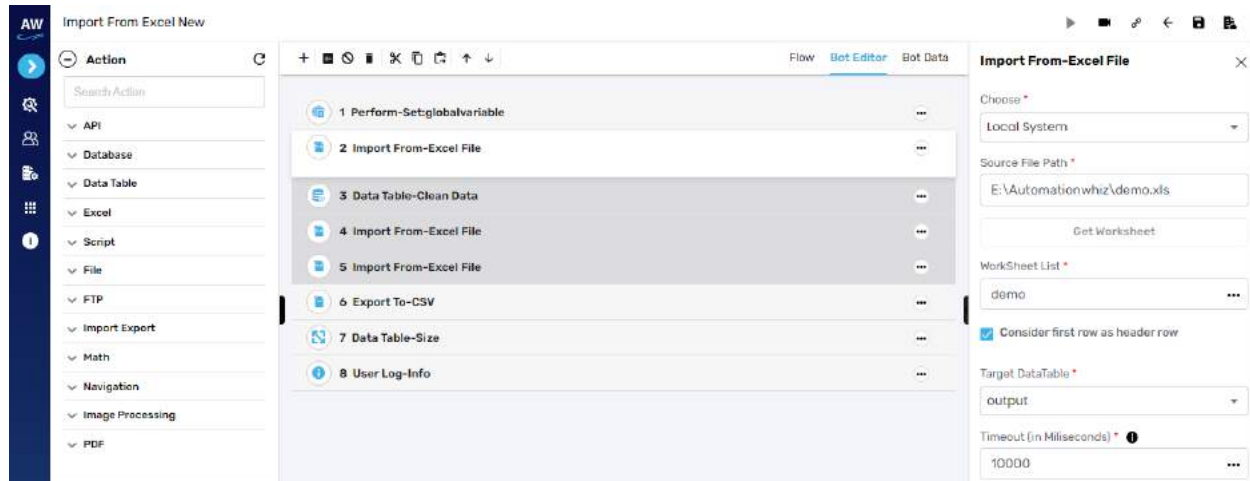 AW
Import From Excel New
Action
Search Action
API
Database
Data Table
Excel
Script
File
FTP
Import Export
Math
Navigation
Image Processing
PDF
Flow Bot Editor Bot Data
1 Perform-Set:globalvariable
2 Import From-Excel File
3 Data Table-Clean Data
4 Import From-Excel File
5 Import From-Excel File
6 Export To-CSV
7 Data Table-Size
8 User Log-Info
Import From-Excel File
Choose *
Local System
Source File Path *
E:\Automationwhiz\demo.xls
Get Worksheet
WorkSheet List *
demo
Consider first row as header row
Target DataTable *
output
Timeout (in Miliseconds) *
10000